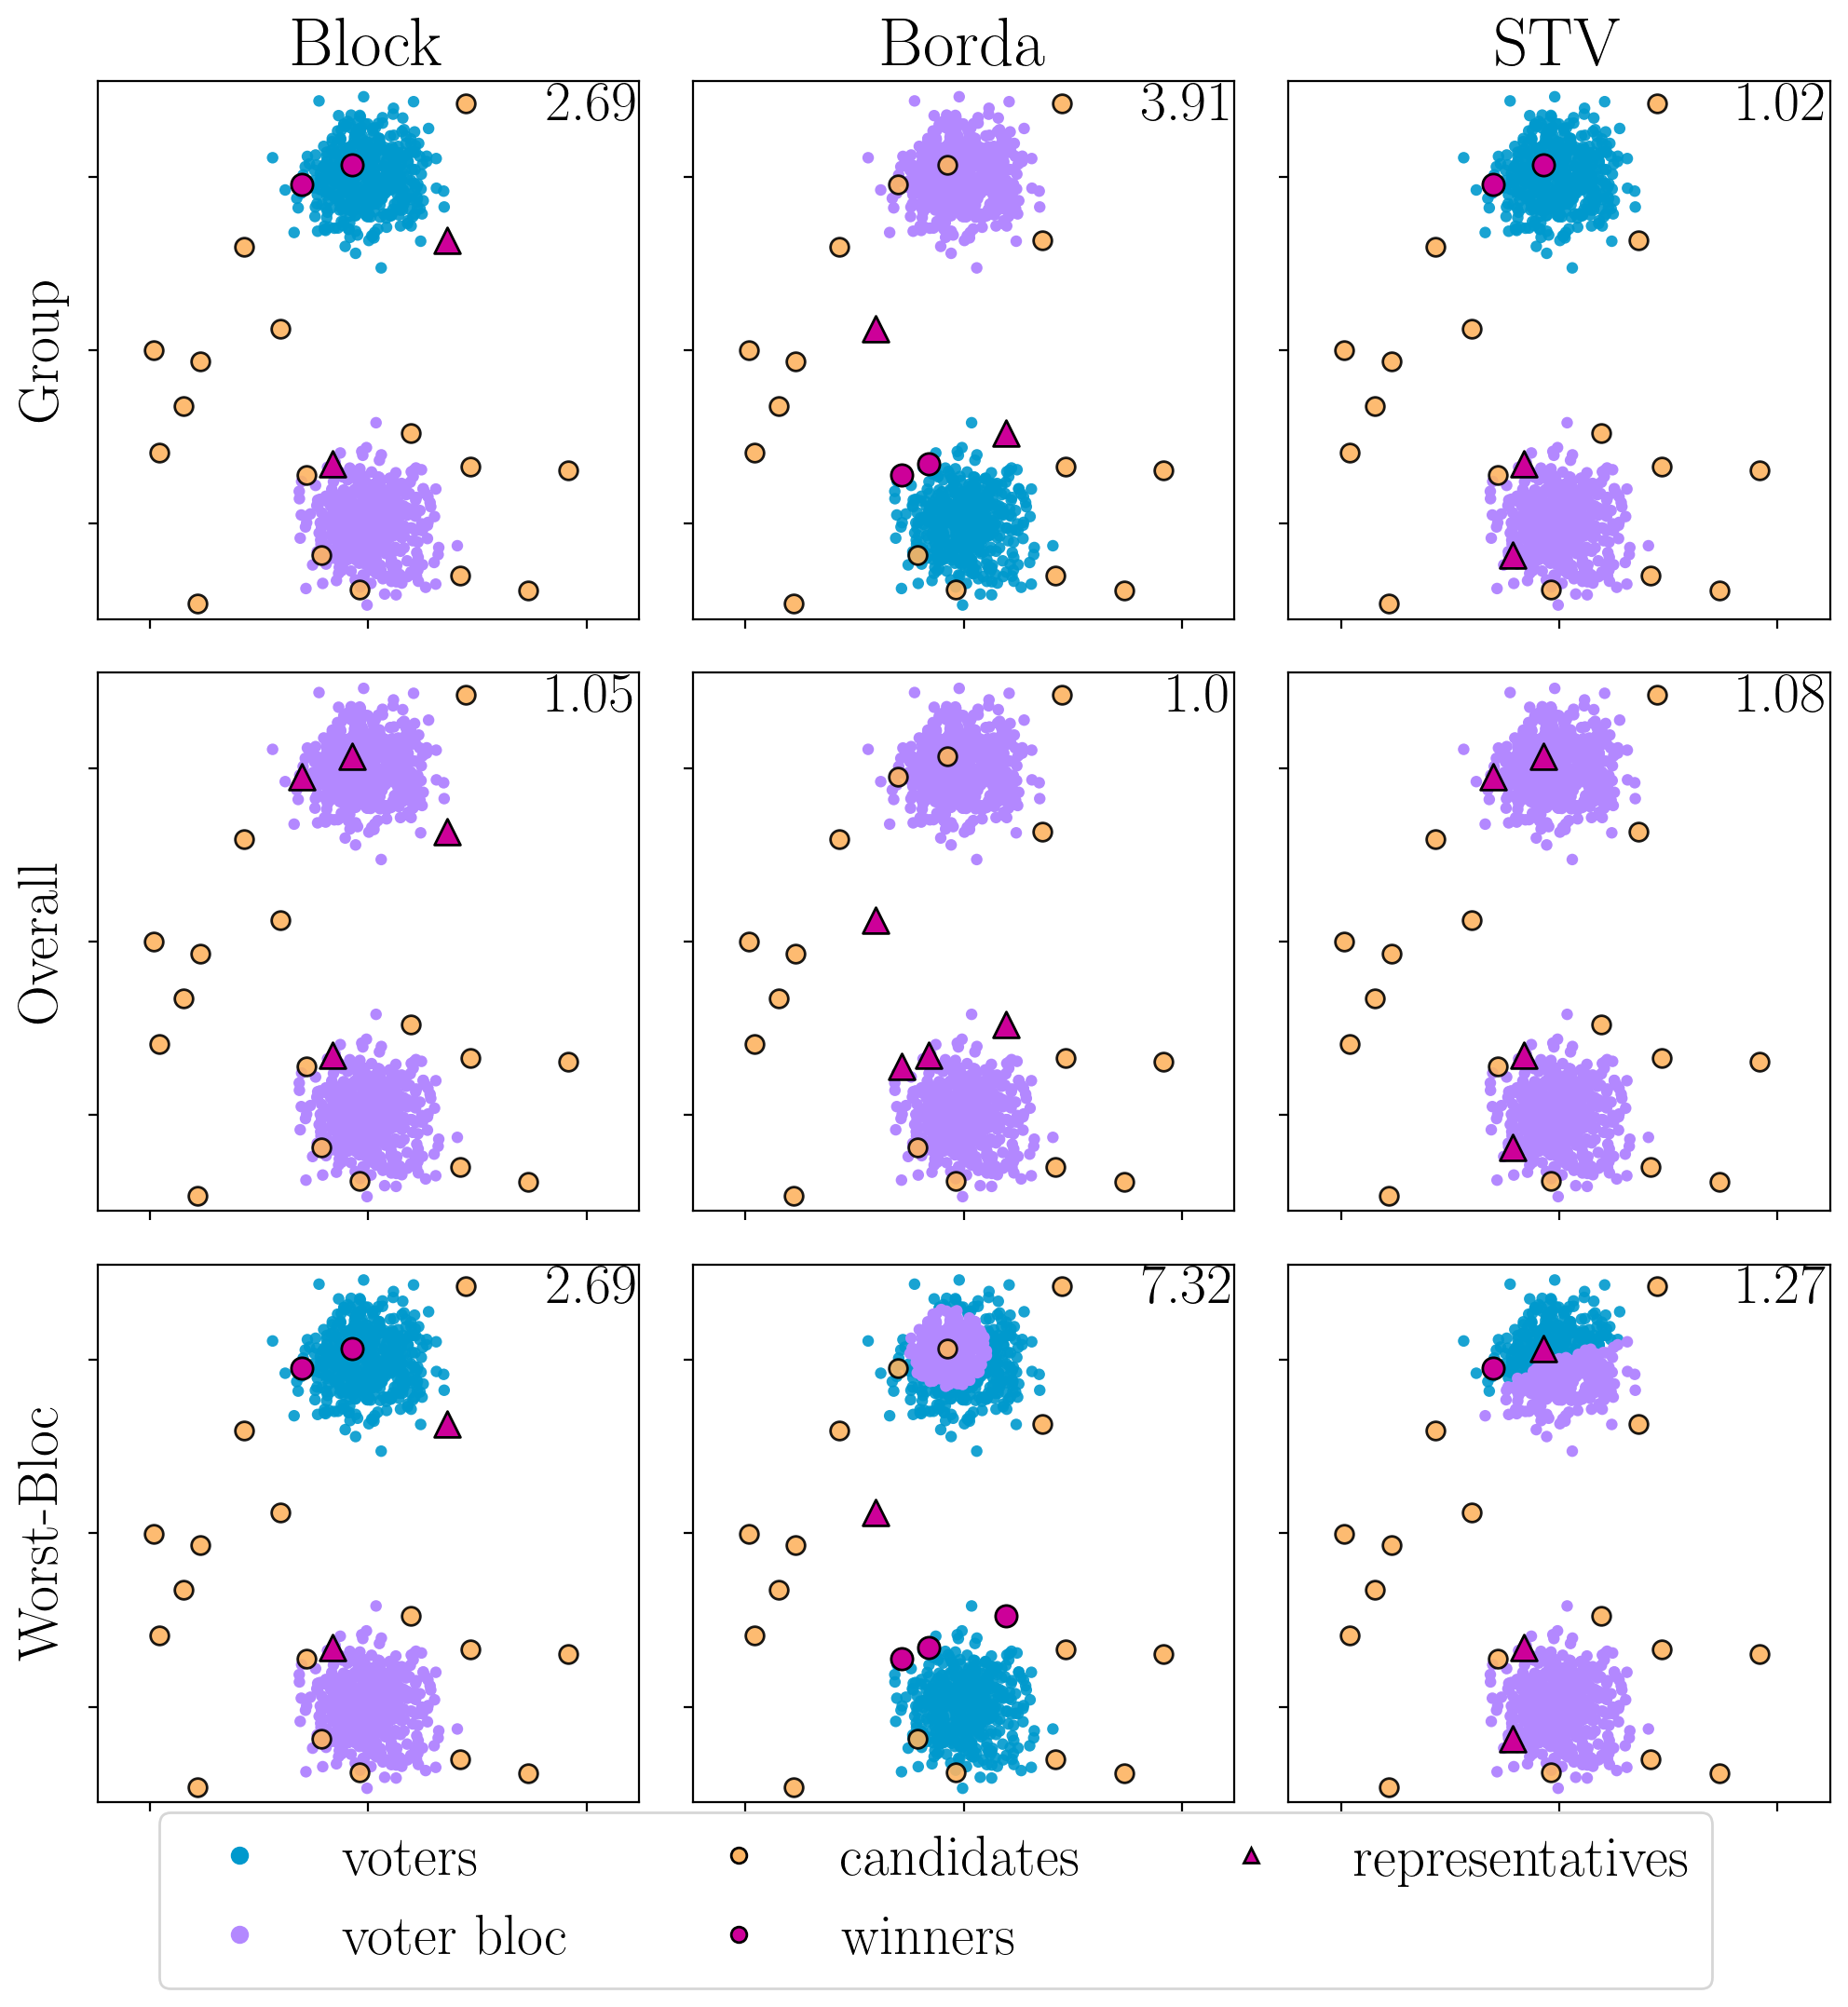 Block Borda STV
Group 2.69 3.91 1.02
Overall 1.05 1.0 1.08
Worst-Bloc 2.69 7.32 1.27
voters candidates representatives
voter bloc winners